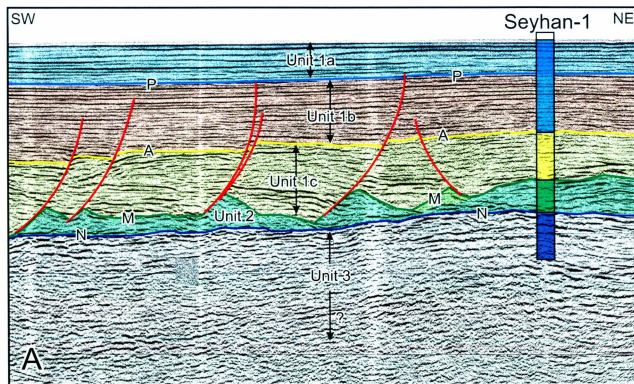 SW
NE
Seyhan-1
Unit 1a
P
P
Unit 1b
A
A
Unit 1c
M
M
Unit 2
N
N
Unit 3
?
A